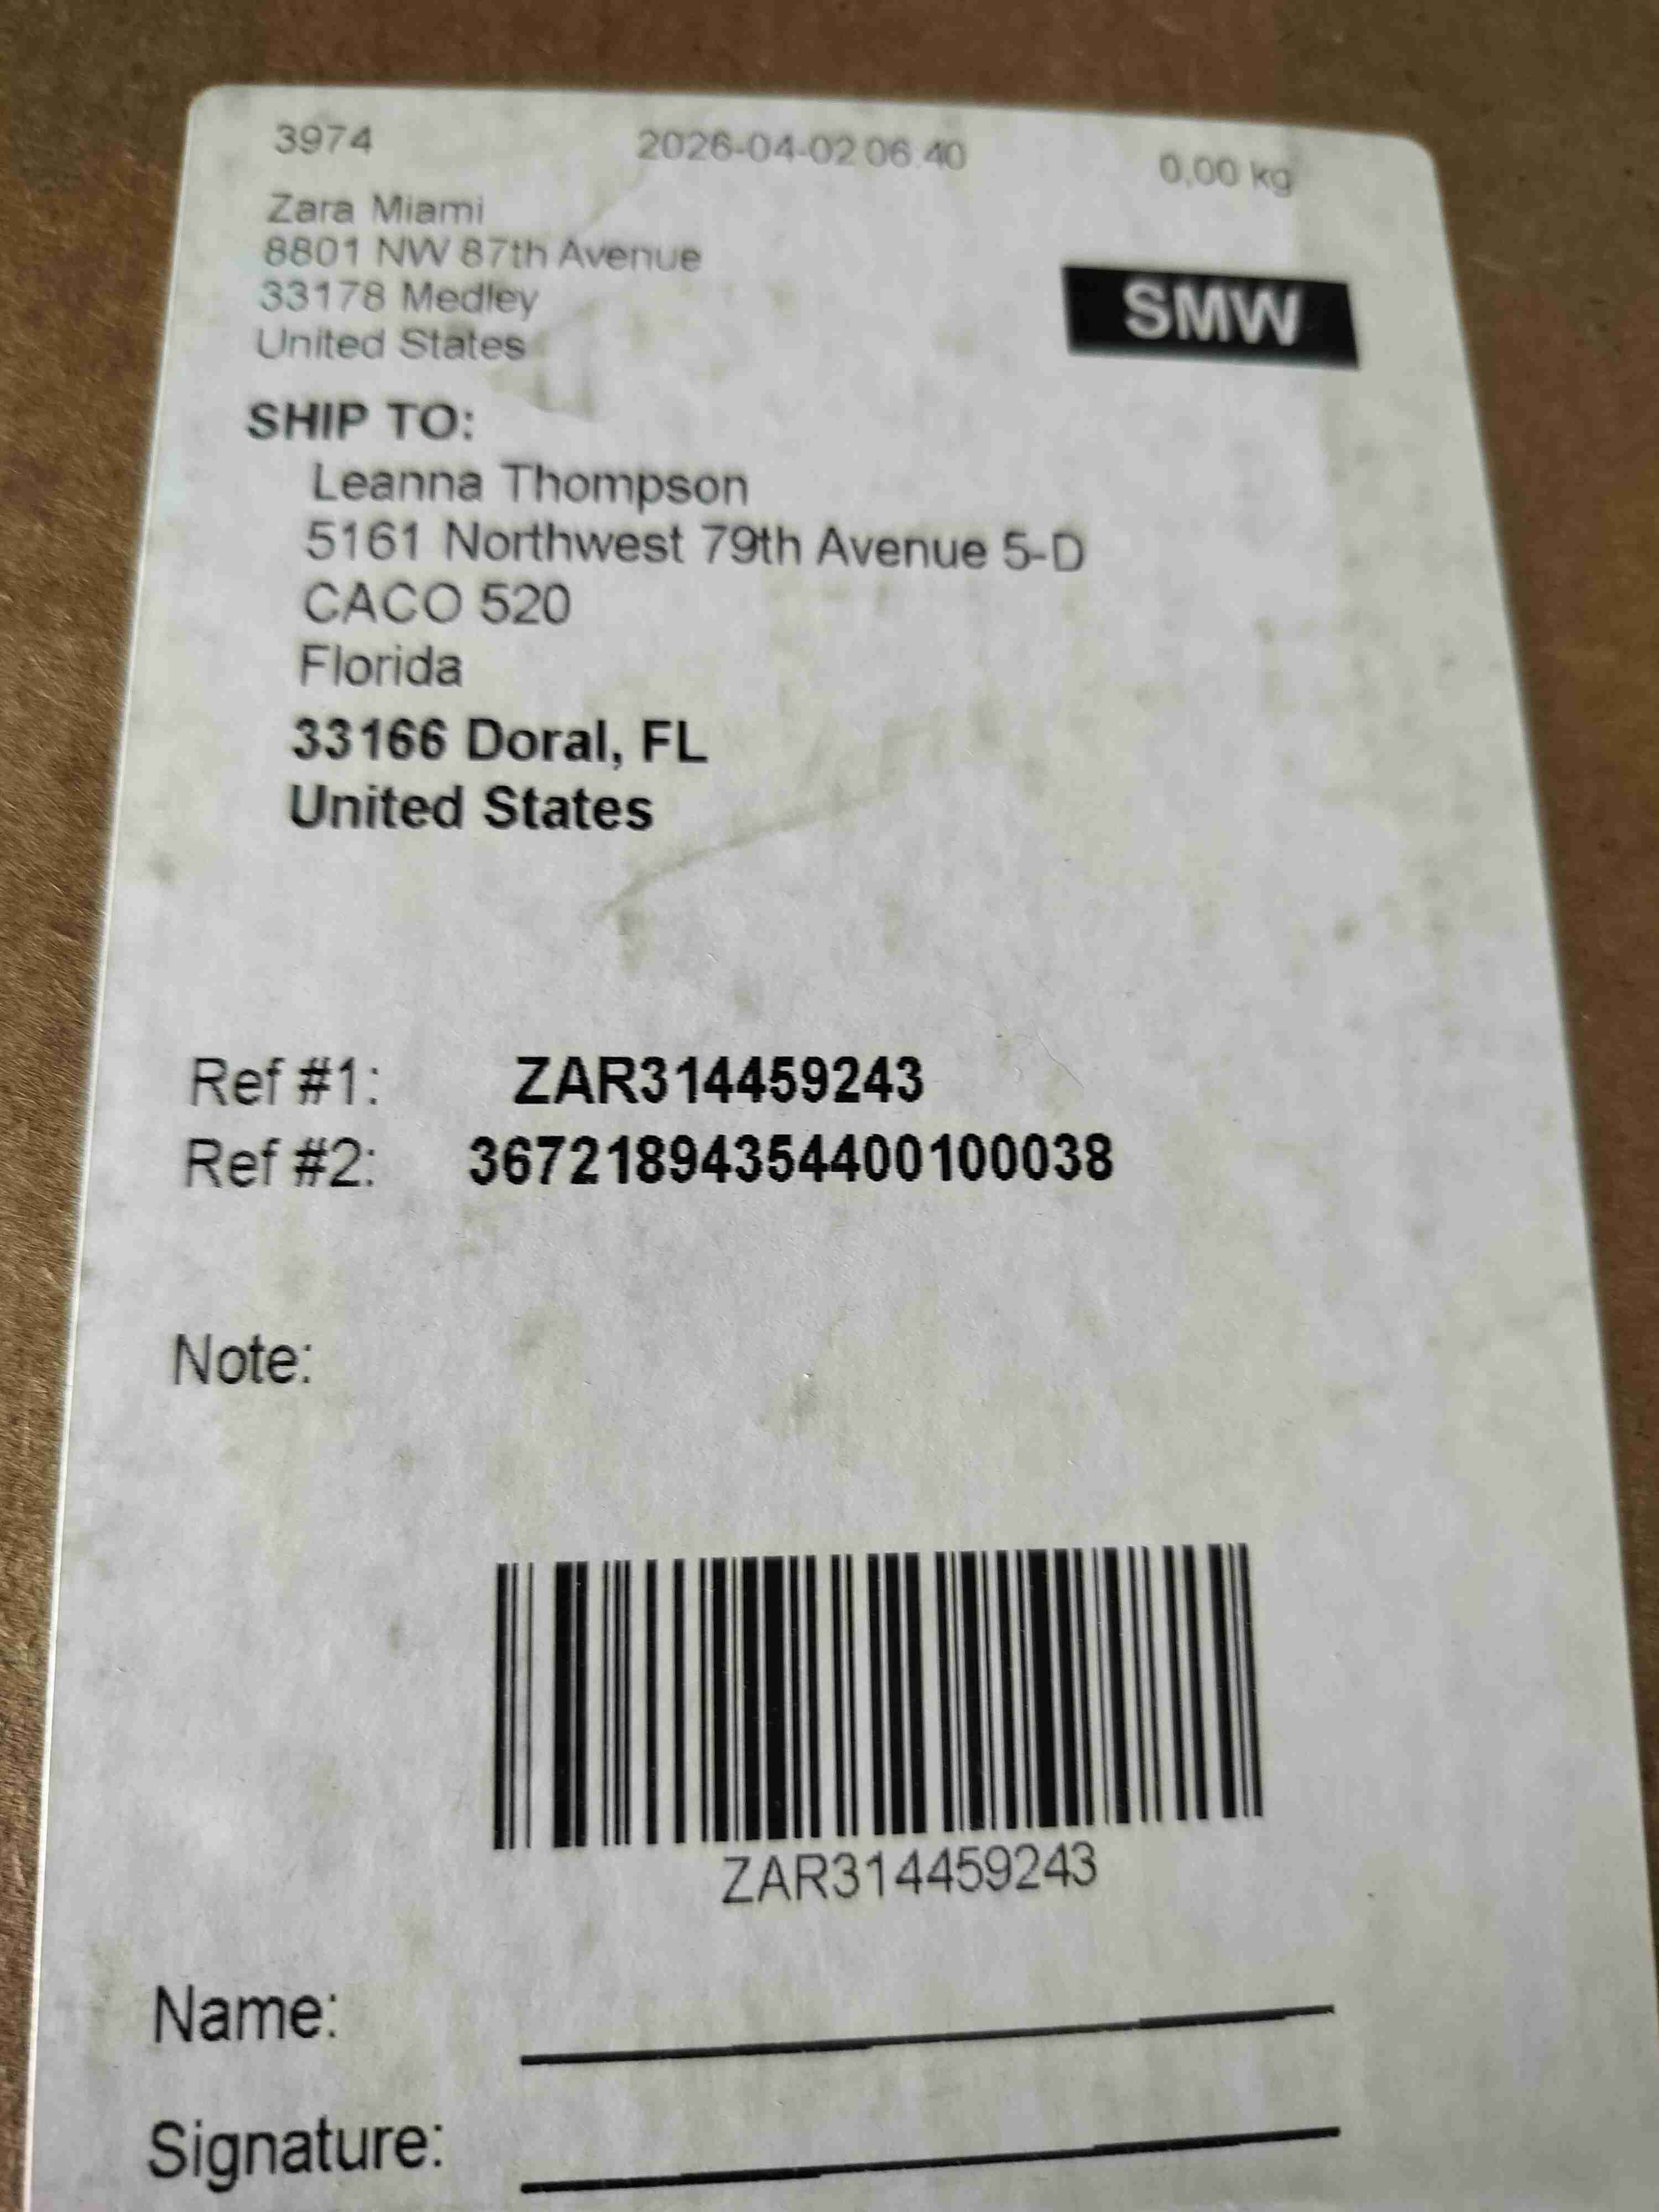 3974 2026-04-02 06.40 0,00 kg
Zara Miami
8801 NW 87th Avenue
33178 Medley
United States
SMW
SHIP TO:
Leanna Thompson
5161 Northwest 79th Avenue 5-D
CACO 520
Florida
33166 Doral, FL
United States
Ref #1: ZAR314459243
Ref #2: 36721894354400100038
Note:
ZAR314459243
Name:
Signature: